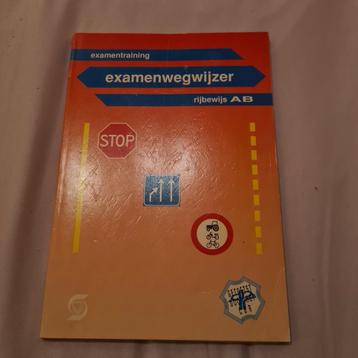 examentraining
examenwegwijzer
rijbewijs AB
STOP